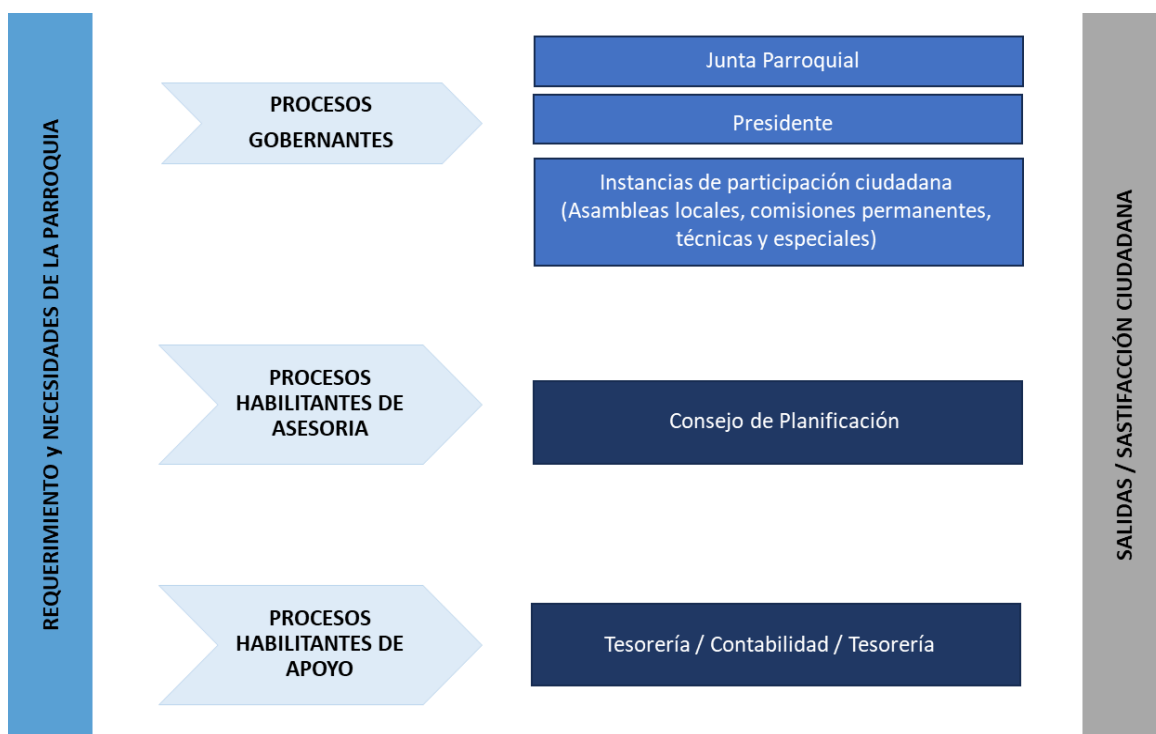 REQUERIMIENTO y NECESIDADES DE LA PARROQUIA
PROCESOS
GOBERNANTES
Junta Parroquial
Presidente
Instancias de participación ciudadana
(Asambleas locales, comisiones permanentes,
técnicas y especiales)
PROCESOS
HABILITANTES DE
ASESORIA
Consejo de Planificación
PROCESOS
HABILITANTES DE
APOYO
Tesorería / Contabilidad / Tesorería
SALIDAS / SASTIFACCIÓN CIUDADANA